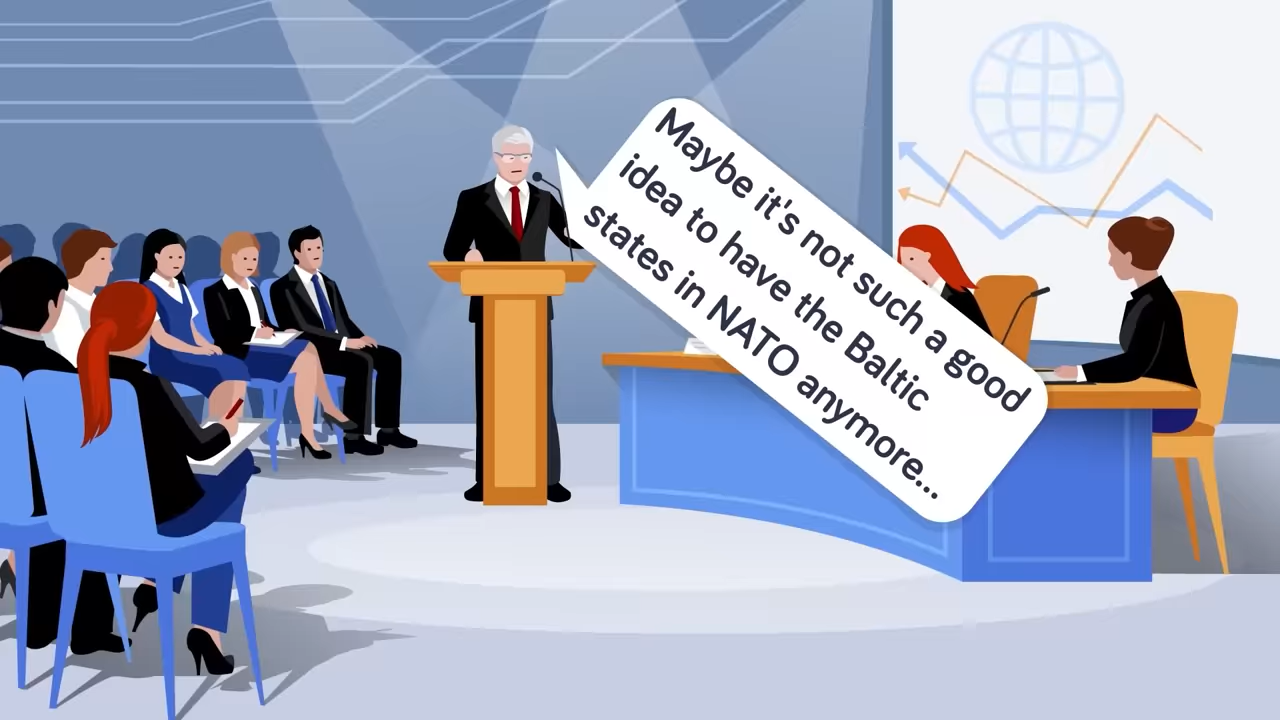 Maybe it's not such a good
idea to have the Baltic
states in NATO anymore...